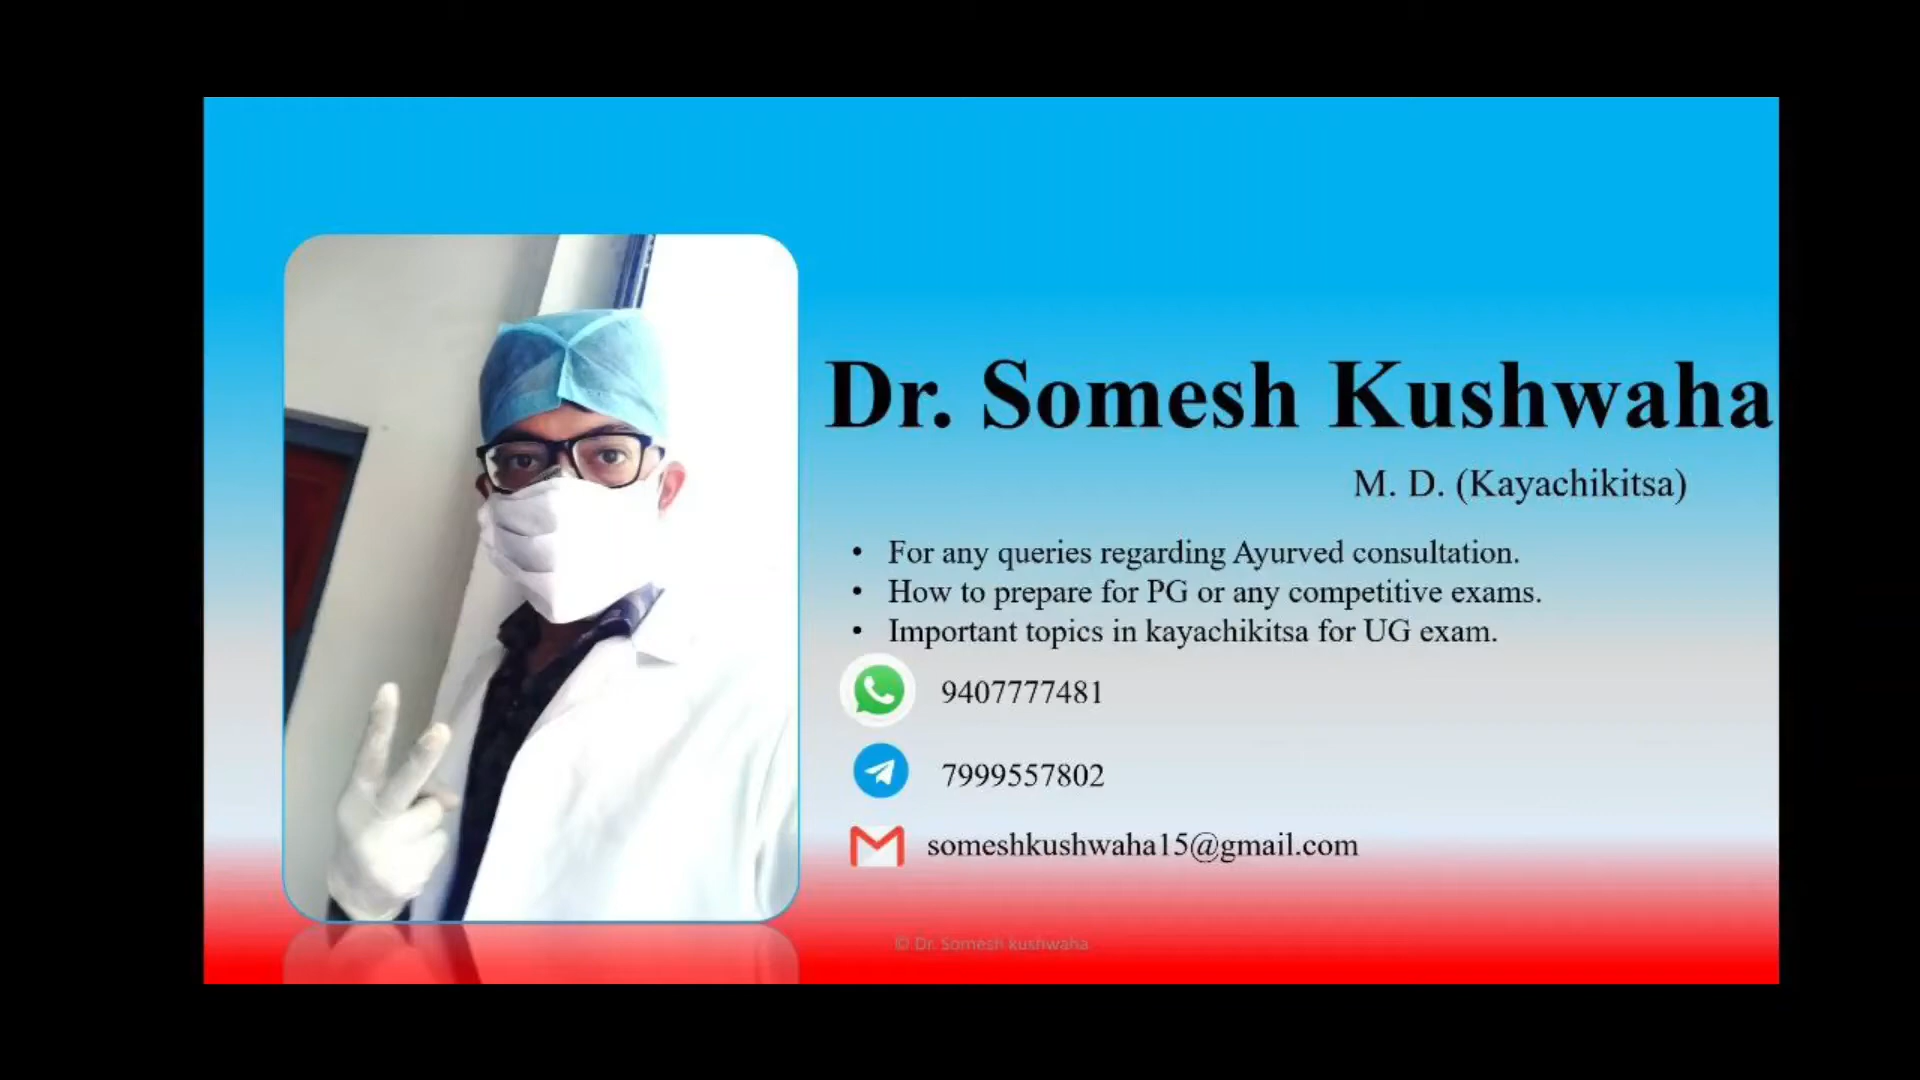 Dr. Somesh Kushwaha
M. D. (Kayachikitsa)
• For any queries regarding Ayurved consultation.
• How to prepare for PG or any competitive exams.
• Important topics in kayachikitsa for UG exam.
9407777481
7999557802
someshkushwaha15@gmail.com
© Dr. Somesh kushwaha